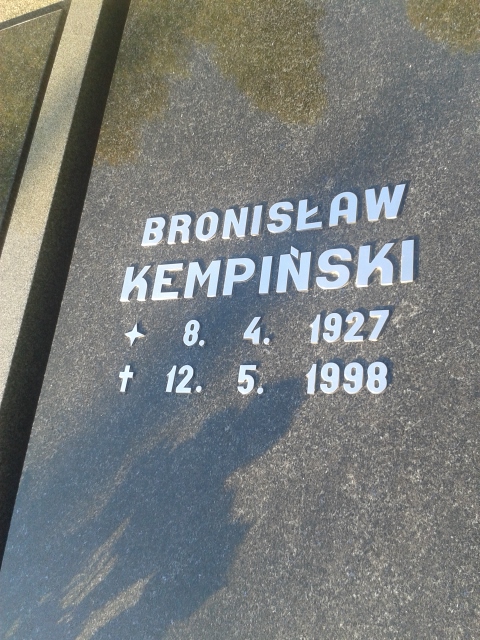 BRONISŁAW
KEMPIŃSKI
✦ 8. 4. 1927
✝ 12. 5. 1998